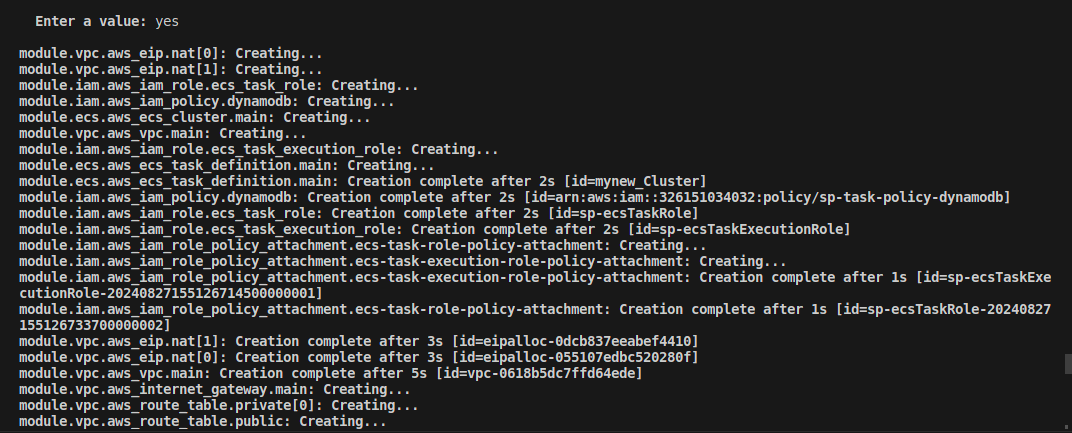 Enter a value: yes
module.vpc.aws_eip.nat[0]: Creating...
module.vpc.aws_eip.nat[1]: Creating...
module.iam.aws_iam_role.ecs_task_role: Creating...
module.iam.aws_iam_policy.dynamodb: Creating...
module.ecs.aws_ecs_cluster.main: Creating...
module.vpc.aws_vpc.main: Creating...
module.iam.aws_iam_role.ecs_task_execution_role: Creating...
module.ecs.aws_ecs_task_definition.main: Creating...
module.ecs.aws_ecs_task_definition.main: Creation complete after 2s [id=mynew_Cluster]
module.iam.aws_iam_policy.dynamodb: Creation complete after 2s [id=arn:aws:iam::326151034032:policy/sp-task-policy-dynamodb]
module.iam.aws_iam_role.ecs_task_role: Creation complete after 2s [id=sp-ecsTaskRole]
module.iam.aws_iam_role.ecs_task_execution_role: Creation complete after 2s [id=sp-ecsTaskExecutionRole]
module.iam.aws_iam_role_policy_attachment.ecs-task-role-policy-attachment: Creating...
module.iam.aws_iam_role_policy_attachment.ecs-task-execution-role-policy-attachment: Creating...
module.iam.aws_iam_role_policy_attachment.ecs-task-execution-role-policy-attachment: Creation complete after 1s [id=sp-ecsTaskExe
cutionRole-20240827155126714500000001]
module.iam.aws_iam_role_policy_attachment.ecs-task-role-policy-attachment: Creation complete after 1s [id=sp-ecsTaskRole-20240827
155126733700000002]
module.vpc.aws_eip.nat[1]: Creation complete after 3s [id=eipalloc-0dcb837eeabef4410]
module.vpc.aws_eip.nat[0]: Creation complete after 3s [id=eipalloc-055107edbc520280f]
module.vpc.aws_vpc.main: Creation complete after 5s [id=vpc-0618b5dc7ffd64ede]
module.vpc.aws_internet_gateway.main: Creating...
module.vpc.aws_route_table.private[0]: Creating...
module.vpc.aws_route_table.public: Creating...